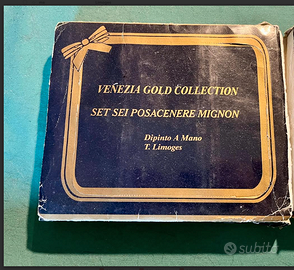 VENEZIA GOLD COLLECTION
SET SEI POSACENERE MIGNON
Dipinto A Mano
T. Limoges
subito